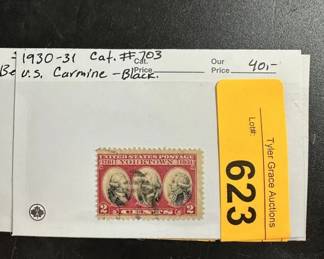 - 1930-31 Cat. #703
Cat.
Price
Our
Price 40.-
Be U.S. Carmine - Black.
UNITED STATES POSTAGE
1781 YORKTOWN 1931
2 CENTS 2
Lot#:
623
Tyler Grace Auctions